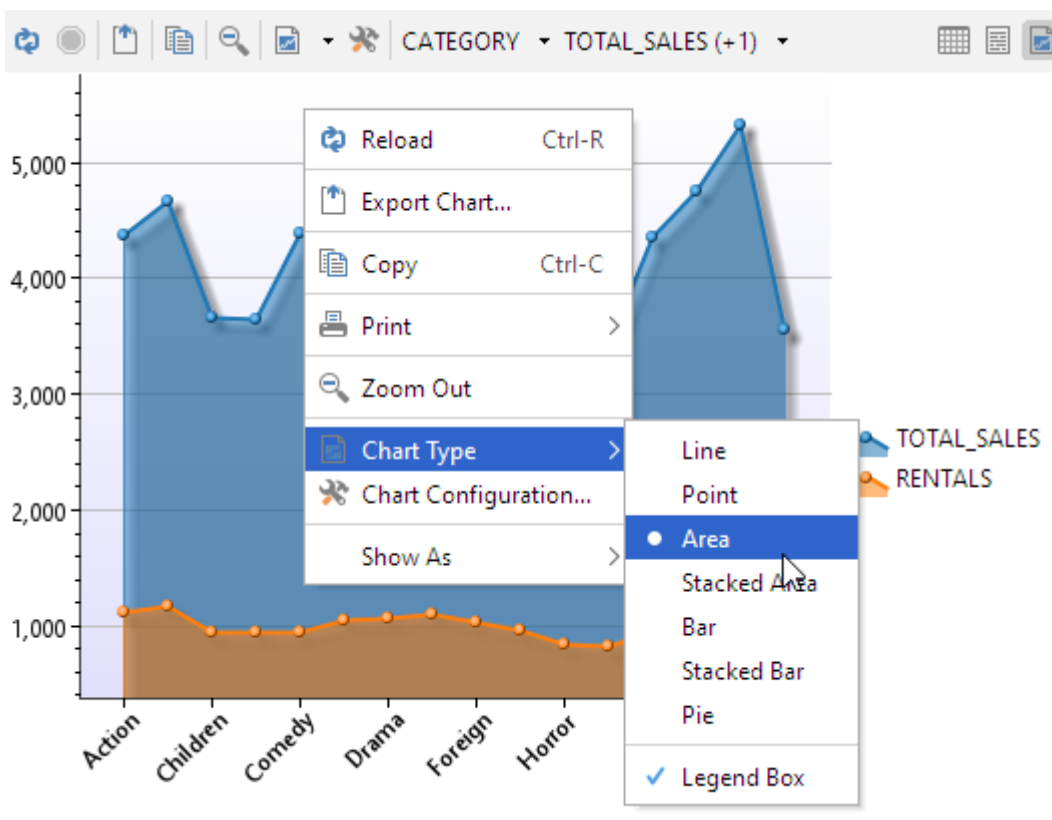 CATEGORY TOTAL_SALES (+1)
5,000
4,000
3,000
2,000
1,000
Action
Children
Comedy
Drama
Foreign
Horror
Reload Ctrl-R
Export Chart...
Copy Ctrl-C
Print
Zoom Out
Chart Type
Chart Configuration...
Show As
Line
Point
Area
Stacked Area
Bar
Stacked Bar
Pie
Legend Box
TOTAL_SALES
RENTALS